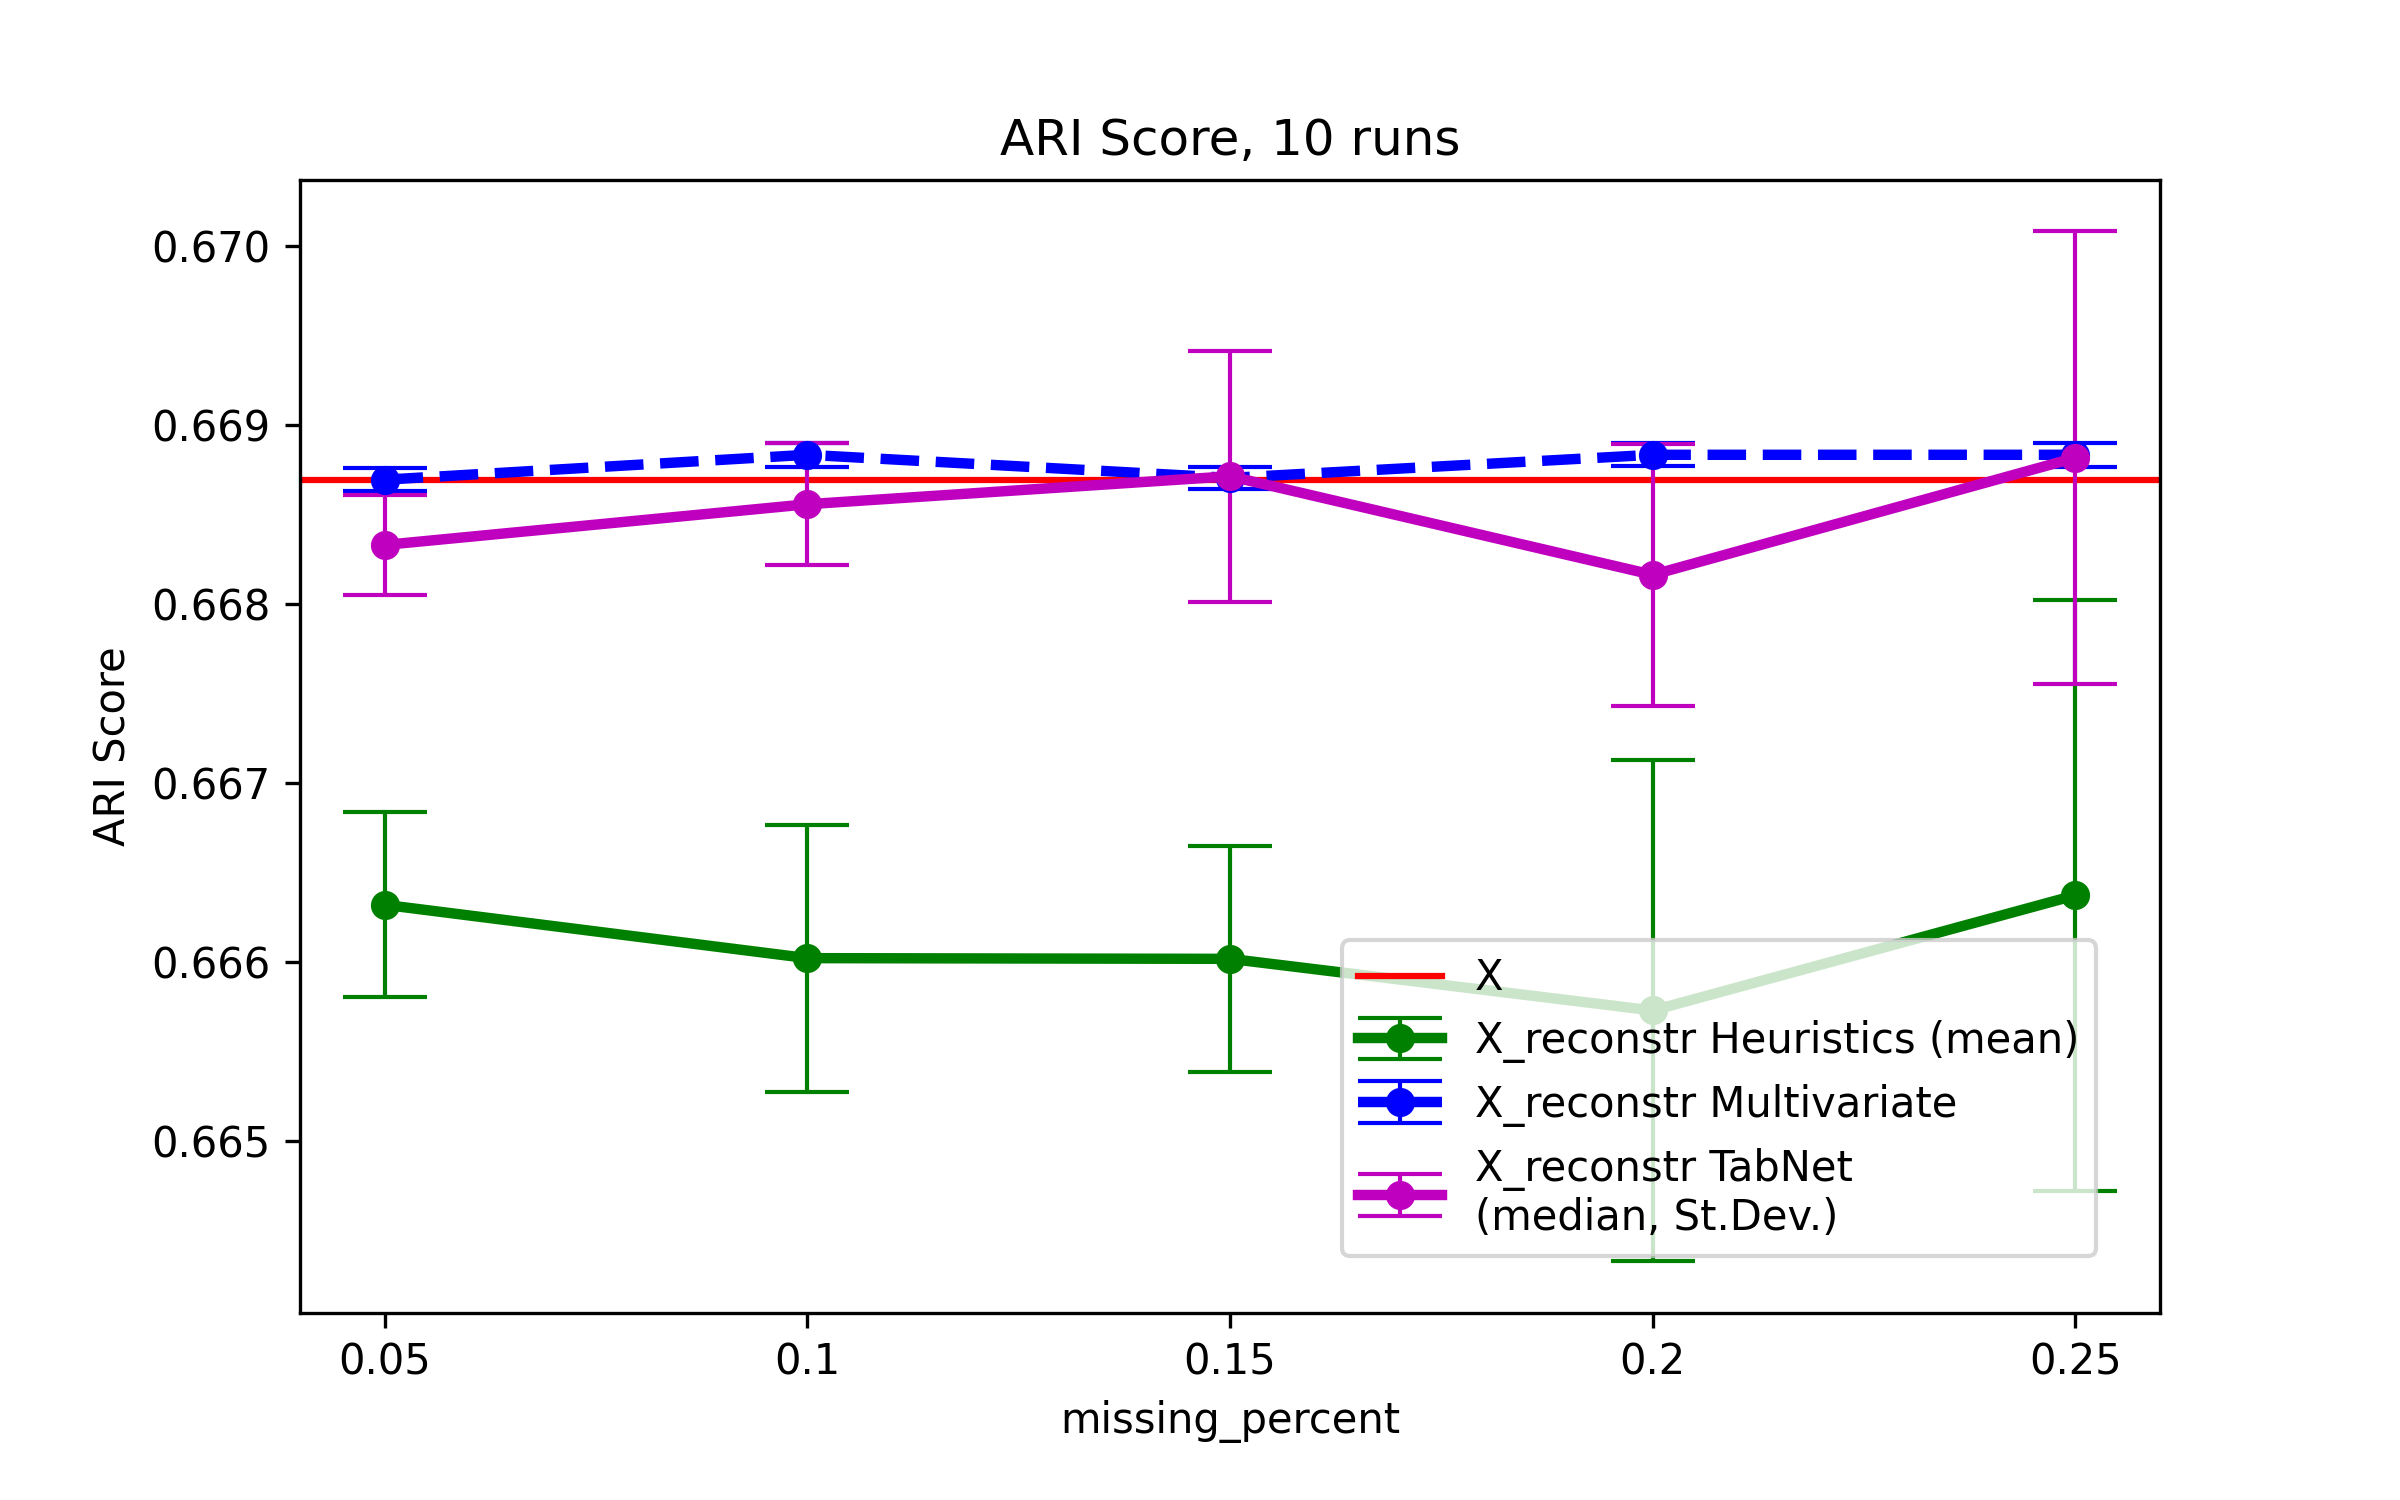 ARI Score, 10 runs
0.670
0.669
0.668
0.667
0.666
0.665
ARI Score
X
X_reconstr Heuristics (mean)
X_reconstr Multivariate
X_reconstr TabNet
(median, St.Dev.)
0.05
0.1
0.15
0.2
0.25
missing_percent